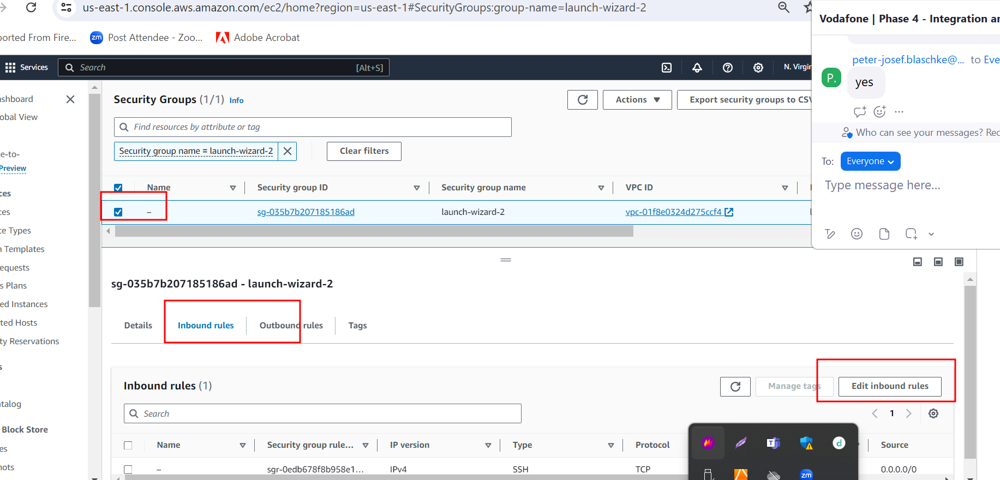 us-east-1.console.aws.amazon.com/ec2/home?region=us-east-1#SecurityGroups:group-name=launch-wizard-2
ported From Fire...
zm Post Attendee - Zoo...
Adobe Acrobat
Services
Search
[Alt+S]
N. Virgin
Vodafone | Phase 4 - Integration an
peter-josef.blaschke@... to Eve
P.
yes
Who can see your messages? Rec
To: Everyone
Type message here...
shboard
obal View
e-to-
Preview
ces
ces
ce Types
n Templates
equests
s Plans
ed Instances
ted Hosts
ty Reservations
s
atalog
Block Store
es
hots
Security Groups (1/1) Info
Actions
Export security groups to CSV
Find resources by attribute or tag
Security group name = launch-wizard-2
Clear filters
Name
Security group ID
Security group name
VPC ID
–
sg-035b7b207185186ad
launch-wizard-2
vpc-01f8e0324d275ccf4
sg-035b7b207185186ad - launch-wizard-2
Details
Inbound rules
Outbound rules
Tags
Inbound rules (1)
Manage tags
Edit inbound rules
Search
1
Name
Security group rule...
IP version
Type
Protocol
Source
–
sgr-0edb678f8b958e1...
IPv4
SSH
TCP
0.0.0.0/0
T
d
zm